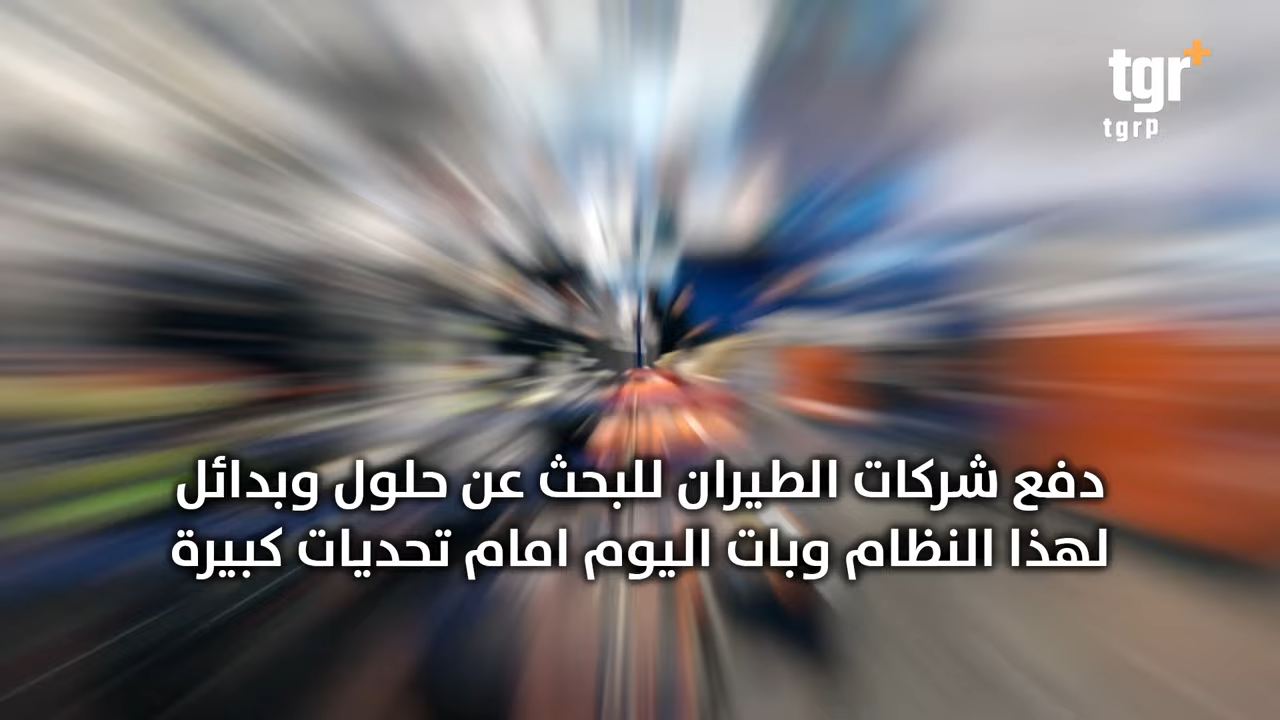 tgr+
tgrp
دفع شركات الطيران للبحث عن حلول وبدائل
لهذا النظام وبات اليوم امام تحديات كبيرة